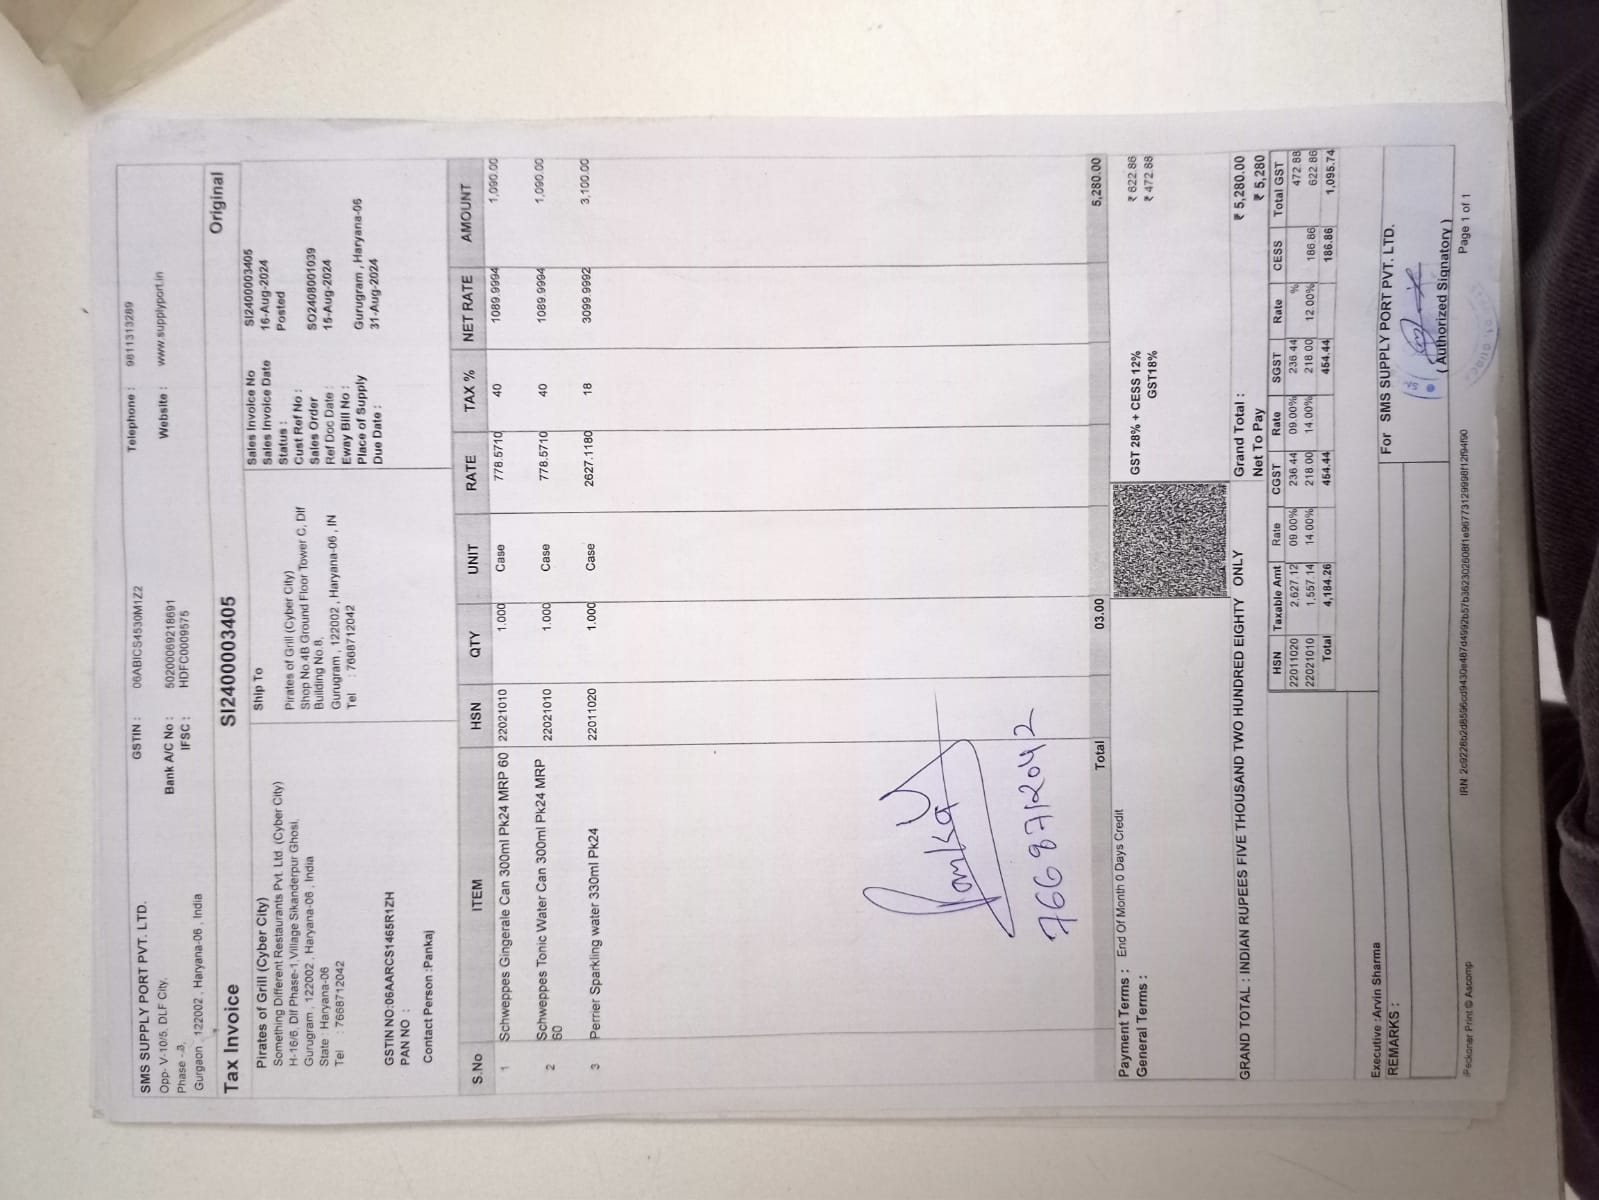 SMS SUPPLY PORT PVT. LTD.
Opp- V-10/5, DLF City,
Phase -3,
Gurgaon , 122002 , Haryana-06 , India
GSTIN : 06ABICS4530M1Z2
Bank A/C No : 50200069218691
IFSC : HDFC0009575
Telephone : 9811313289
Website : www.supplyport.in
Tax Invoice SI2400003405 Original
Pirates of Grill (Cyber City)
Something Different Restaurants Pvt. Ltd. (Cyber City)
H-16/6, Dlf Phase-1,Village Sikanderpur Ghosi,
Gurugram , 122002 , Haryana-06 , India
State : Haryana-06
Tel : 7668712042
GSTIN NO:06AARCS1465R1ZH
PAN NO :
Contact Person :Pankaj
Ship To
Pirates of Grill (Cyber City)
Shop No 4B Ground Floor Tower C, Dlf
Building No.8,
Gurugram , 122002 , Haryana-06 , IN
Tel : 7668712042
Sales Invoice No SI2400003405
Sales Invoice Date 16-Aug-2024
Status : Posted
Cust Ref No :
Sales Order SO240801039
Ref Doc Date : 15-Aug-2024
Eway Bill No :
Place of Supply Gurugram , Haryana-06
Due Date : 31-Aug-2024
S.No ITEM HSN QTY UNIT RATE TAX % NET RATE AMOUNT
1 Schweppes Gingerale Can 300ml Pk24 MRP 60 22021010 1.000 Case 778.5710 40 1089.9994 1,090.00
2 Schweppes Tonic Water Can 300ml Pk24 MRP 22021010 1.000 Case 778.5710 40 1089.9994 1,090.00
60
3 Perrier Sparkling water 330ml Pk24 22011020 1.000 Case 2627.1180 18 3099.9992 3,100.00
Pankaj
7668712042
Total 03.00 5,280.00
Payment Terms : End Of Month 0 Days Credit
General Terms :
GST 28% + CESS 12% ₹ 622.86
GST18% ₹ 472.88
GRAND TOTAL : INDIAN RUPEES FIVE THOUSAND TWO HUNDRED EIGHTY ONLY
Grand Total : ₹ 5,280.00
Net To Pay ₹ 5,280
HSN Taxable Amt Rate CGST Rate SGST Rate CESS Total GST
22011020 2,627.12 09.00% 236.44 09.00% 236.44 % 472.88
22021010 1,557.14 14.00% 218.00 14.00% 218.00 12.00% 186.86 622.86
Total 4,184.26 454.44 454.44 186.86 1,095.74
Executive :Arvin Sharma
REMARKS :
For SMS SUPPLY PORT PVT. LTD.
( Authorized Signatory )
Page 1 of 1